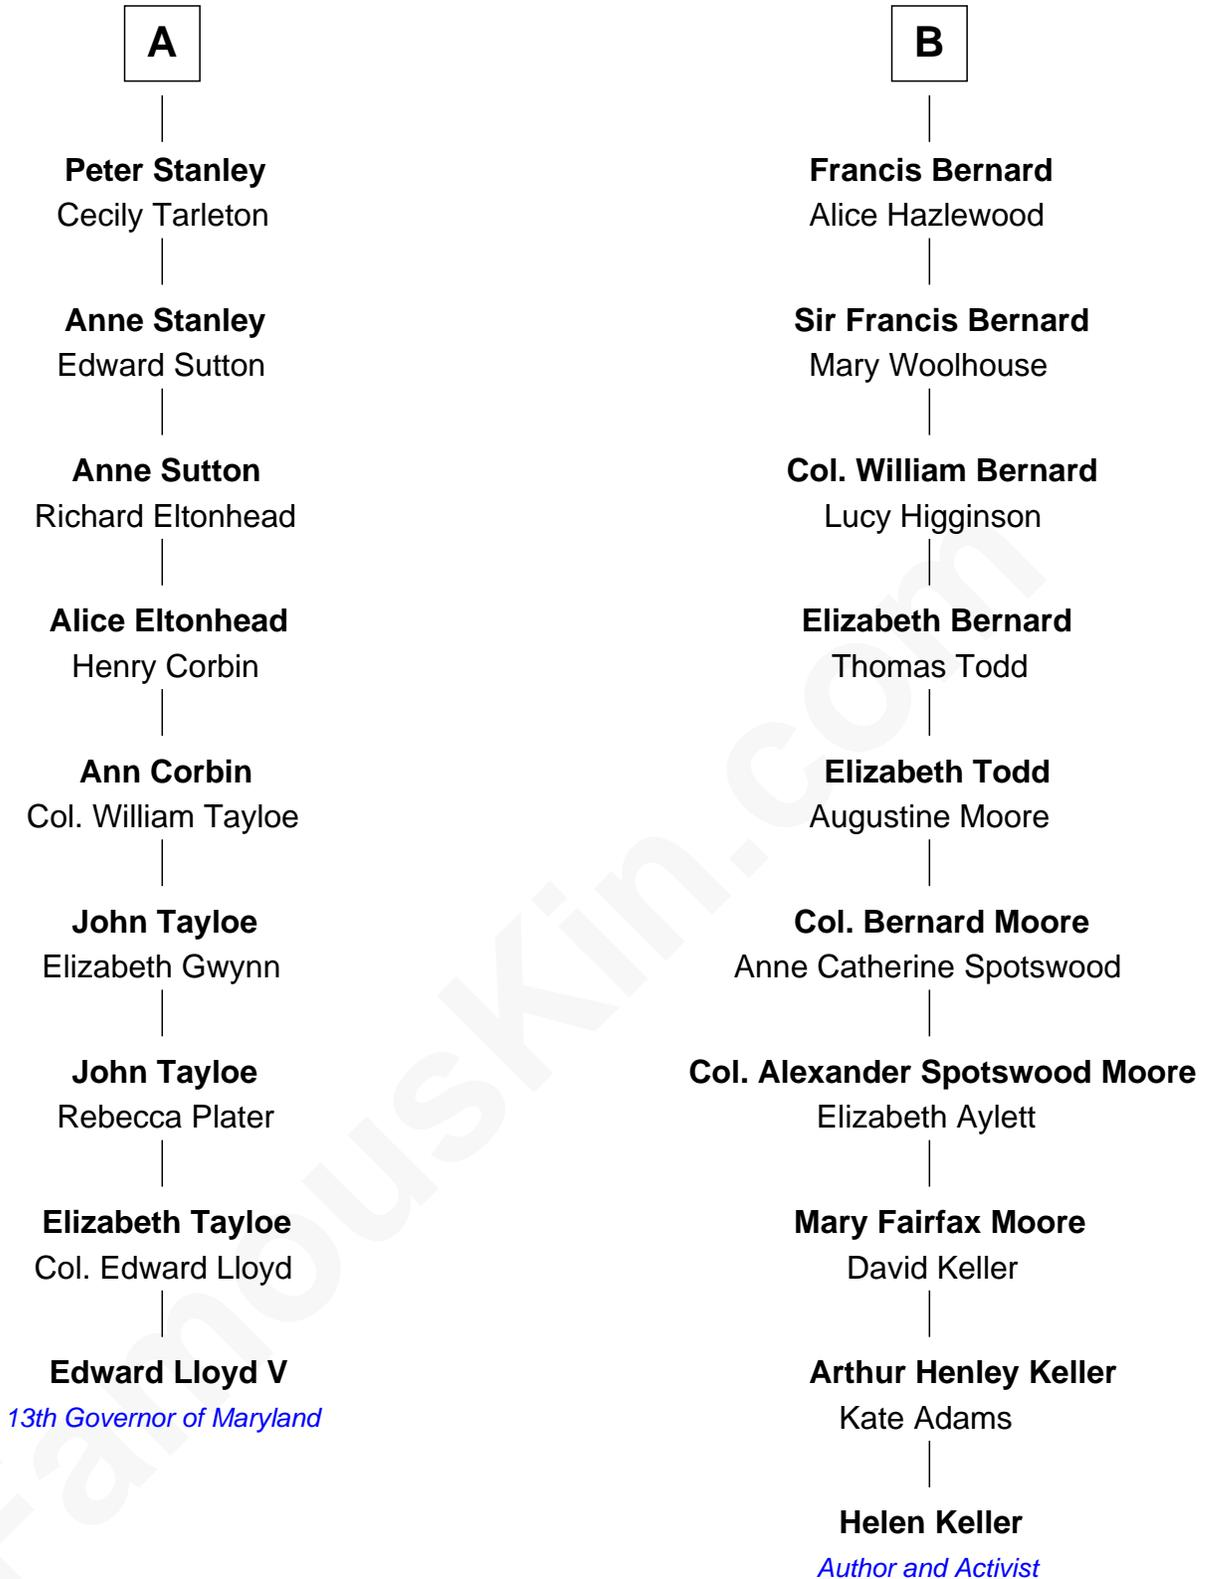 A
Peter Stanley
Cecily Tarleton
Anne Stanley
Edward Sutton
Anne Sutton
Richard Eltonhead
Alice Eltonhead
Henry Corbin
Ann Corbin
Col. William Tayloe
John Tayloe
Elizabeth Gwynn
John Tayloe
Rebecca Plater
Elizabeth Tayloe
Col. Edward Lloyd
Edward Lloyd V
13th Governor of Maryland
B
Francis Bernard
Alice Hazlewood
Sir Francis Bernard
Mary Woolhouse
Col. William Bernard
Lucy Higginson
Elizabeth Bernard
Thomas Todd
Elizabeth Todd
Augustine Moore
Col. Bernard Moore
Anne Catherine Spotswood
Col. Alexander Spotswood Moore
Elizabeth Aylett
Mary Fairfax Moore
David Keller
Arthur Henley Keller
Kate Adams
Helen Keller
Author and Activist
FamousKin.com